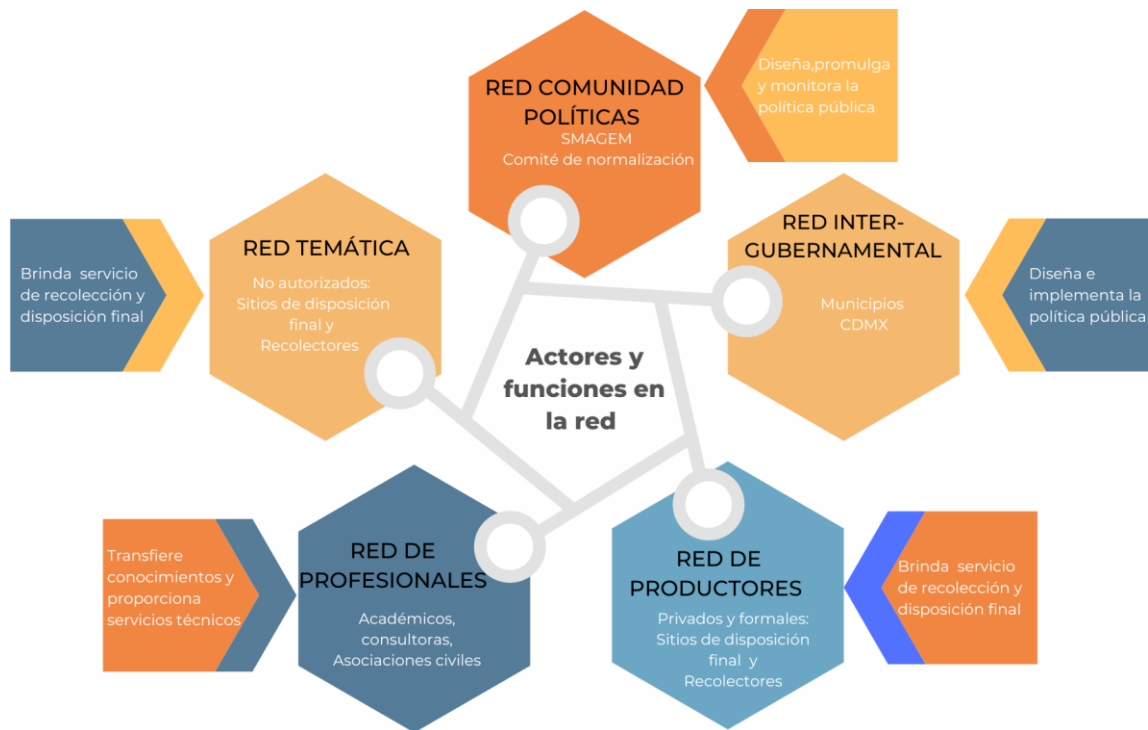 RED COMUNIDAD
POLÍTICAS
SMAGEM
Comité de normalización
Diseña,promulga
y monitora la
política pública
RED TEMÁTICA
No autorizados:
Sitios de disposición
final y
Recolectores
Brinda servicio
de recolección y
disposición final
RED INTER-
GUBERNAMENTAL
Municipios
CDMX
Diseña e
implementa la
política pública
Actores y
funciones en
la red
RED DE
PROFESIONALES
Académicos,
consultoras,
Asociaciones civiles
Transfiere
conocimientos y
proporciona
servicios técnicos
RED DE
PRODUCTORES
Privados y formales:
Sitios de disposición
final y
Recolectores
Brinda servicio
de recolección y
disposición final